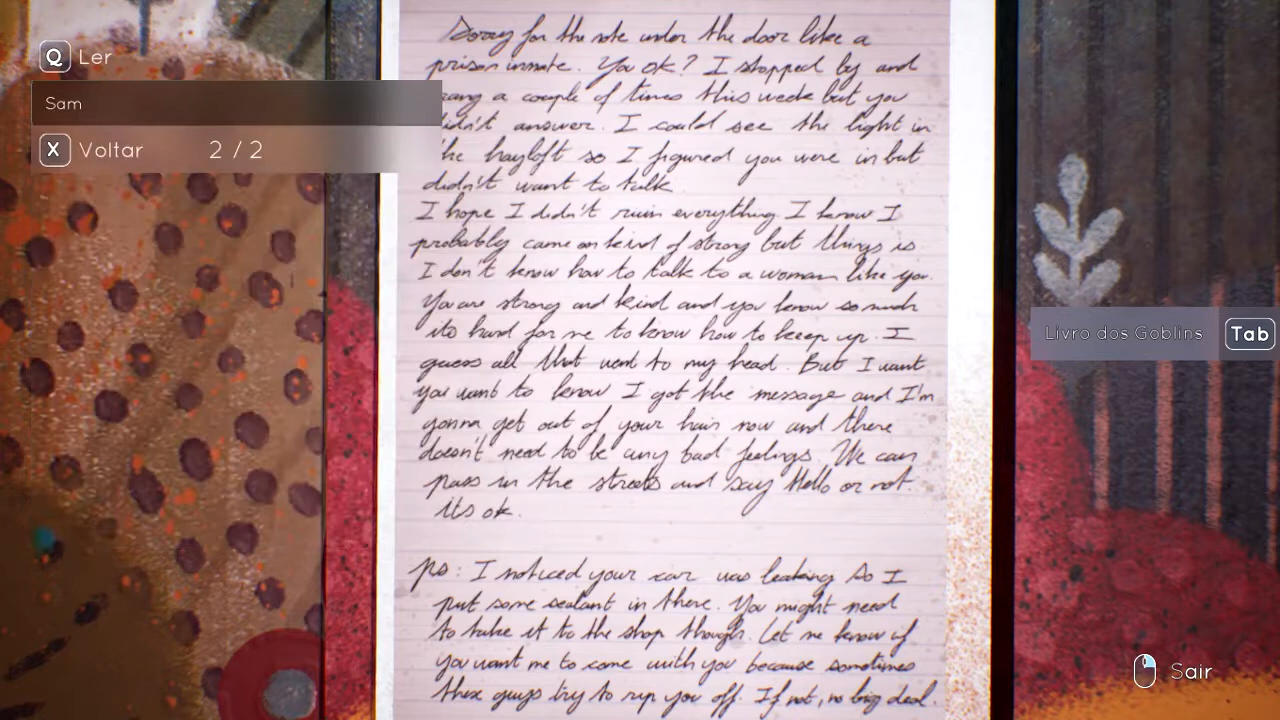 Q Ler
Sam
X Voltar 2 / 2
Sorry for the note under the door like a
prison inmate. You ok? I stopped by and
rang a couple of times this week but you
didn't answer. I could see the light in
the hayloft so I figured you were in but
didn't want to talk.
I hope I didn't ruin everything. I know I
probably came on kind of strong but things is
I don't know how to talk to a woman like you.
You are strong and kind and you know so much
its hard for me to know how to keep up. I
guess all that went to my head. But I want
you want to know I got the message and I'm
gonna get out of your hair now and there
doesn't need to be any bad feelings. We can
pass in the streets and say Hello or not.
its ok.
ps: I noticed your car was leaking so I
put some sealant in there. You might need
to take it to the shop though. Let me know if
you want me to come with you because sometimes
these guys try to rip you off. If not, no big deal.
Livro dos Goblins Tab
Sair